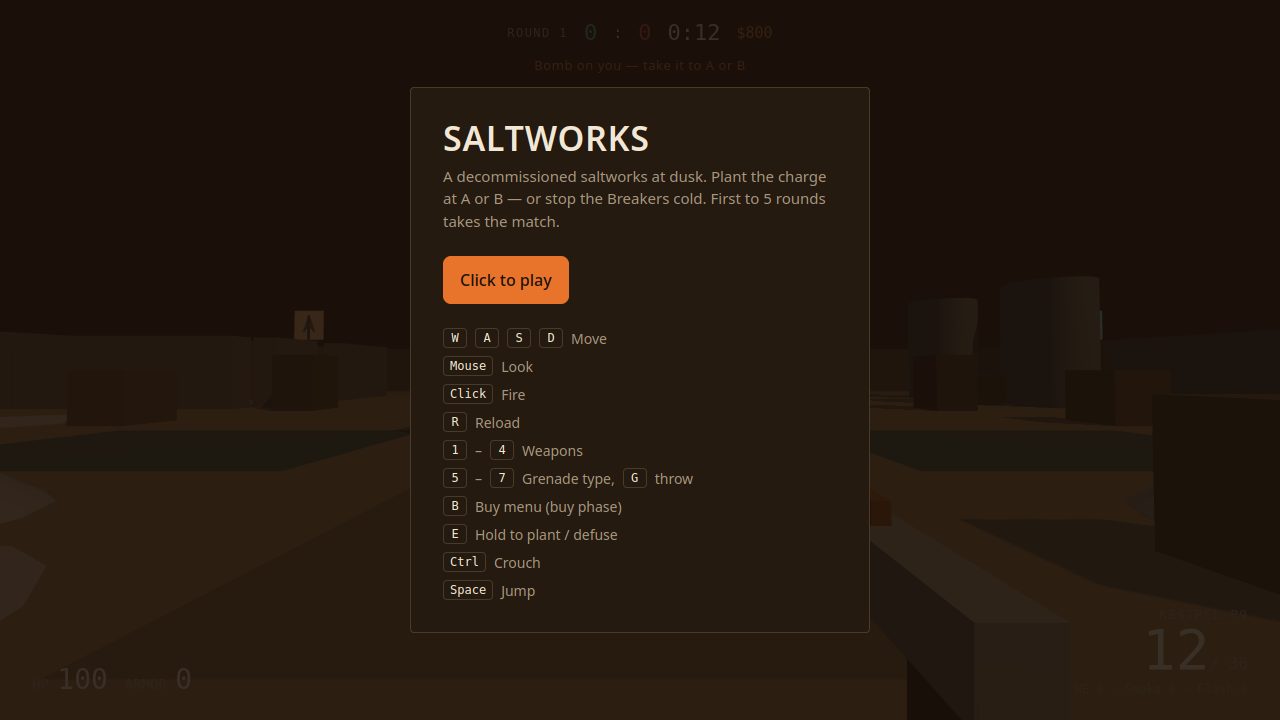 ROUND 1 0 : 0 0:12 $800
Bomb on you — take it to A or B
SALTWORKS
A decommissioned saltworks at dusk. Plant the charge
at A or B — or stop the Breakers cold. First to 5 rounds
takes the match.
Click to play
W A S D Move
Mouse Look
Click Fire
R Reload
1 – 4 Weapons
5 – 7 Grenade type, G throw
B Buy menu (buy phase)
E Hold to plant / defuse
Ctrl Crouch
Space Jump
A
12 / 36
HP 100 ARMOR 0